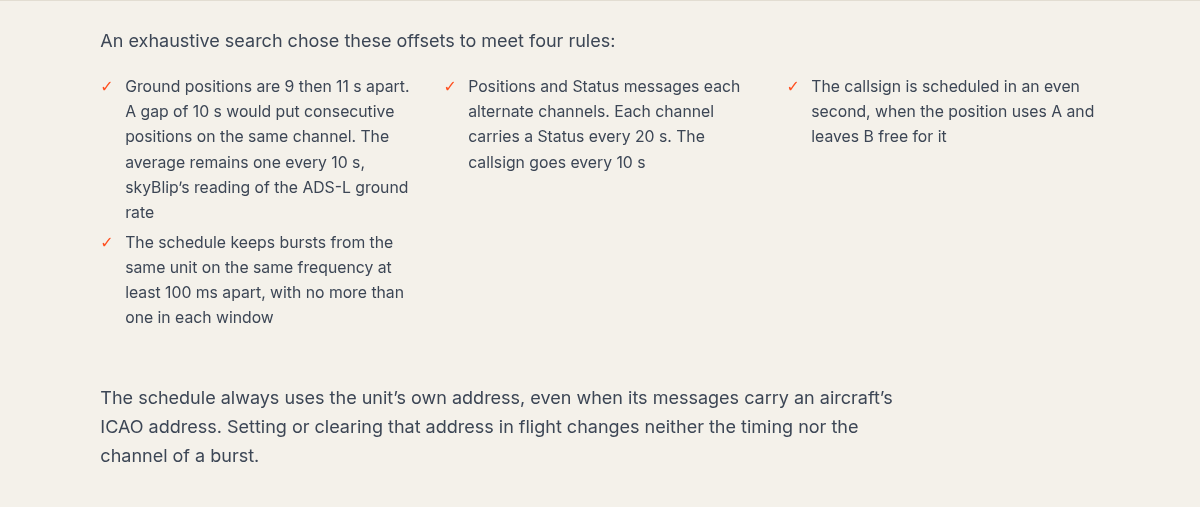 An exhaustive search chose these offsets to meet four rules:
✓ Ground positions are 9 then 11 s apart.
A gap of 10 s would put consecutive
positions on the same channel. The
average remains one every 10 s,
skyBlip’s reading of the ADS-L ground
rate
✓ Positions and Status messages each
alternate channels. Each channel
carries a Status every 20 s. The
callsign goes every 10 s
✓ The callsign is scheduled in an even
second, when the position uses A and
leaves B free for it
✓ The schedule keeps bursts from the
same unit on the same frequency at
least 100 ms apart, with no more than
one in each window
The schedule always uses the unit’s own address, even when its messages carry an aircraft’s
ICAO address. Setting or clearing that address in flight changes neither the timing nor the
channel of a burst.